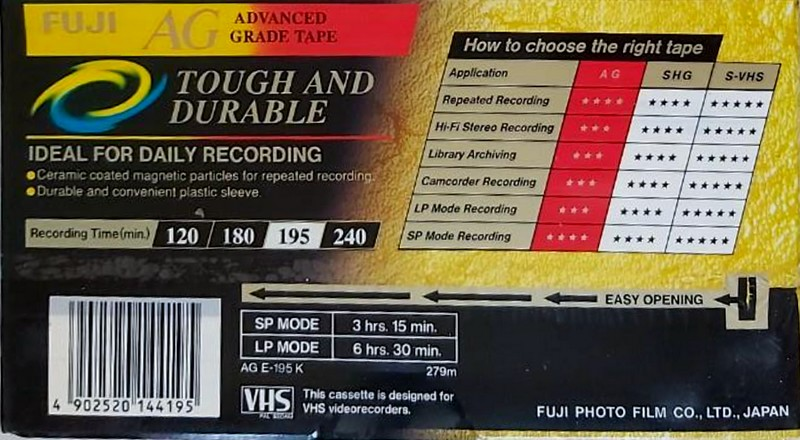 FUJI AG ADVANCED
GRADE TAPE
TOUGH AND
DURABLE
IDEAL FOR DAILY RECORDING
●Ceramic coated magnetic particles for repeated recording.
●Durable and convenient plastic sleeve.
Recording Time(min.) 120 180 195 240
How to choose the right tape
Application AG SHG S-VHS
Repeated Recording ★★★★ ★★★★ ★★★★★
Hi-Fi Stereo Recording ★★★ ★★★★ ★★★★★
Library Archiving ★★★ ★★★★ ★★★★★
Camcorder Recording ★★★ ★★★★ ★★★★★
LP Mode Recording ★★★ ★★★★ ★★★★★
SP Mode Recording ★★★★ ★★★★ ★★★★★
EASY OPENING
SP MODE 3 hrs. 15 min.
LP MODE 6 hrs. 30 min.
AG E-195 K 279m
4 902520 144195
VHS
PAL SECAM
This cassette is designed for
VHS videorecorders.
FUJI PHOTO FILM CO., LTD., JAPAN